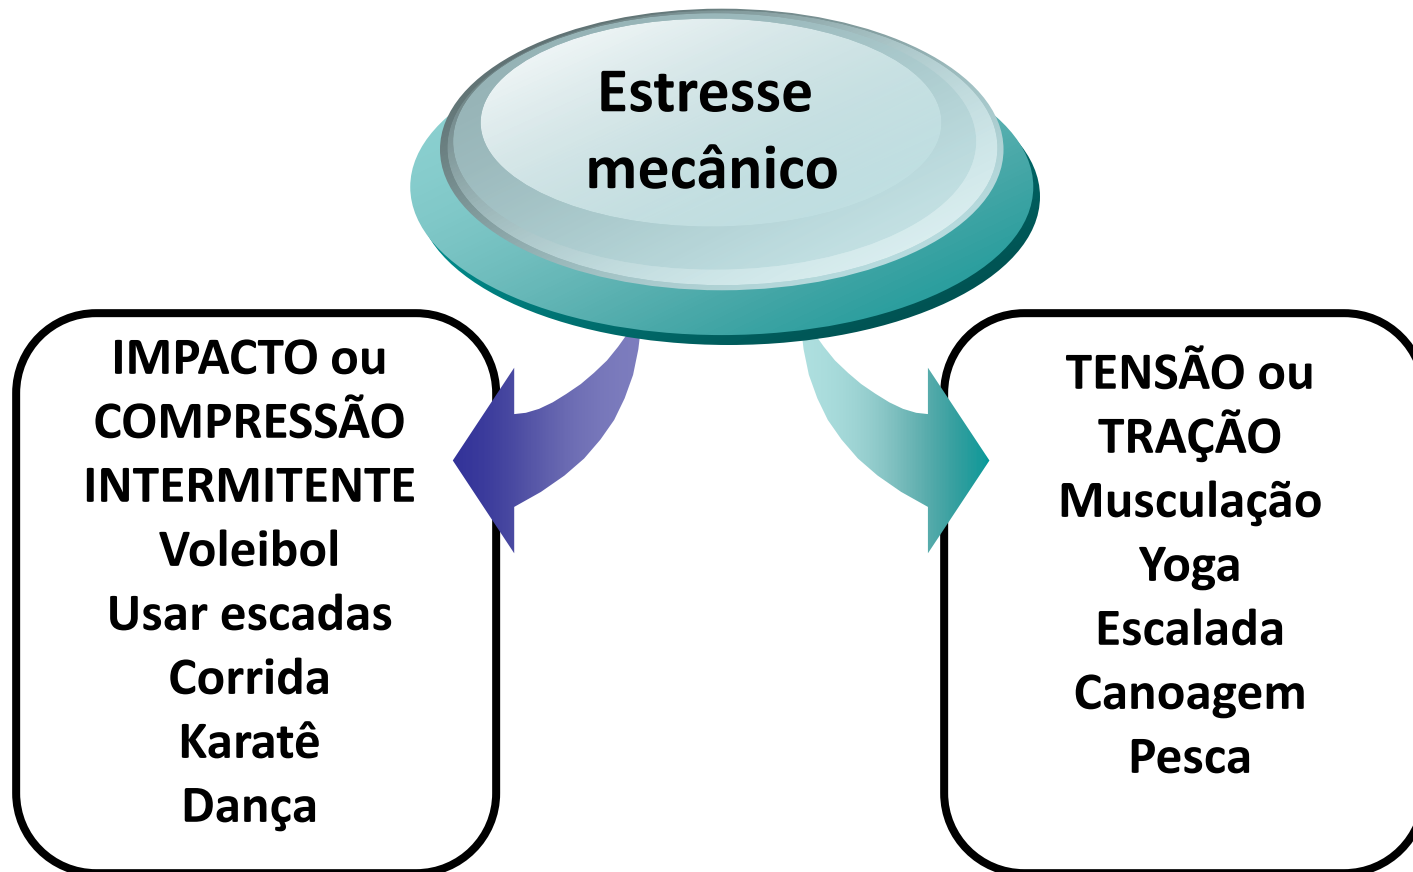 Estresse
mecânico
IMPACTO ou
COMPRESSÃO
INTERMITENTE
Voleibol
Usar escadas
Corrida
Karatê
Dança
TENSÃO ou
TRAÇÃO
Musculação
Yoga
Escalada
Canoagem
Pesca